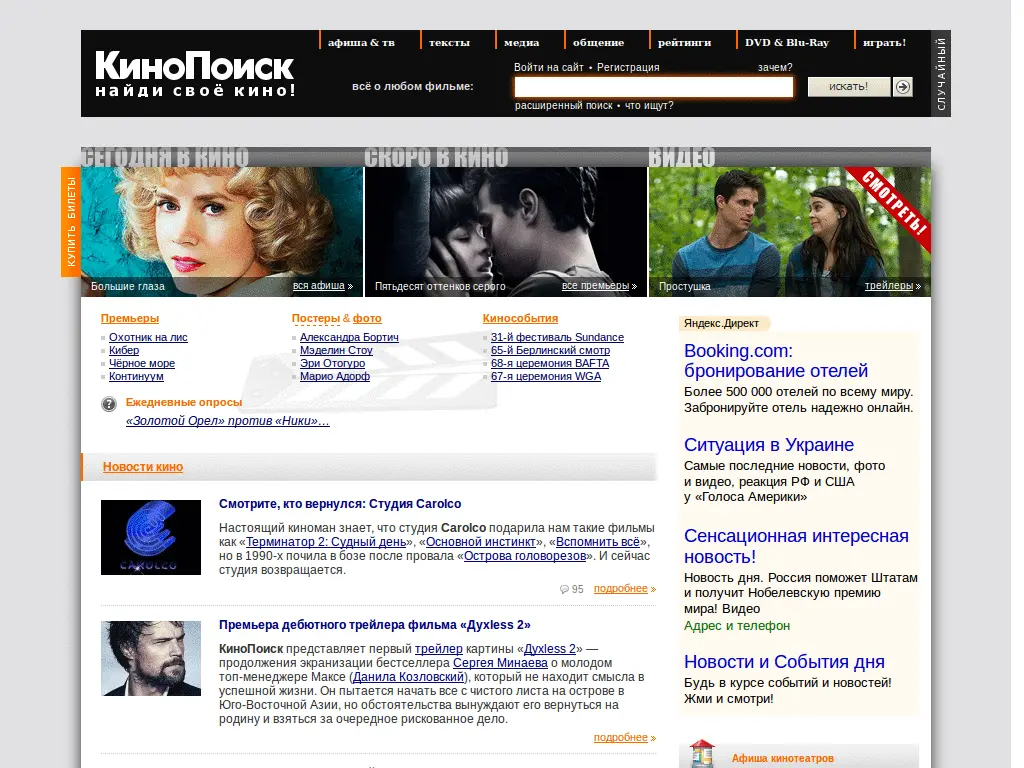 афиша & тв
тексты
медиа
общение
рейтинги
DVD & Blu-Ray
играть!
КиноПоиск
найди своё кино!
Войти на сайт • Регистрация
зачем?
всё о любом фильме:
искать!
расширенный поиск • что ищут?
СЛУЧАЙНЫЙ
СЕГОДНЯ В КИНО
СКОРО В КИНО
ВИДЕО
КУПИТЬ БИЛЕТЫ
СМОТРЕТЬ!
Большие глаза
вся афиша »
Пятьдесят оттенков серого
все премьеры »
Простушка
трейлеры »
Премьеры
Охотник на лис
Кибер
Чёрное море
Континуум
Постеры & фото
Александра Бортич
Мэделин Стоу
Эри Отогуро
Марио Адорф
Кинособытия
31-й фестиваль Sundance
65-й Берлинский смотр
68-я церемония BAFTA
67-я церемония WGA
? Ежедневные опросы
«Золотой Орел» против «Ники»…
Новости кино
CAROLCO
Смотрите, кто вернулся: Студия Carolco
Настоящий киноман знает, что студия Carolco подарила нам такие фильмы
как «Терминатор 2: Судный день», «Основной инстинкт», «Вспомнить всё»,
но в 1990-х почила в бозе после провала «Острова головорезов». И сейчас
студия возвращается.
95 подробнее »
Премьера дебютного трейлера фильма «Духless 2»
КиноПоиск представляет первый трейлер картины «Духless 2» —
продолжения экранизации бестселлера Сергея Минаева о молодом
топ-менеджере Максе (Данила Козловский), который не находит смысла в
успешной жизни. Он пытается начать все с чистого листа на острове в
Юго-Восточной Азии, но обстоятельства вынуждают его вернуться на
родину и взяться за очередное рискованное дело.
подробнее »
Яндекс.Директ
Booking.com:
бронирование отелей
Более 500 000 отелей по всему миру.
Забронируйте отель надежно онлайн.
Ситуация в Украине
Самые последние новости, фото
и видео, реакция РФ и США
у «Голоса Америки»
Сенсационная интересная
новость!
Новость дня. Россия поможет Штатам
и получит Нобелевскую премию
мира! Видео
Адрес и телефон
Новости и События дня
Будь в курсе событий и новостей!
Жми и смотри!
Афиша кинотеатров